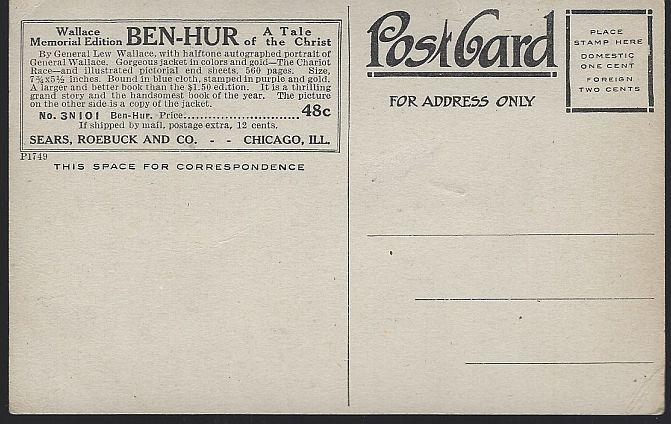 Wallace Memorial Edition BEN-HUR A Tale of the Christ
By General Lew Wallace, with halftone autographed portrait of
General Wallace. Gorgeous jacket in colors and gold—The Chariot
Race—and illustrated pictorial end sheets. 560 pages. Size,
7¾x5½ inches. Bound in blue cloth, stamped in purple and gold.
A larger and better book than the $1.50 edition. It is a thrilling
grand story and the handsomest book of the year. The picture
on the other side is a copy of the jacket.
No. 3N101 Ben-Hur. Price............................48c
If shipped by mail, postage extra, 12 cents.
SEARS, ROEBUCK AND CO. - - CHICAGO, ILL.
P1749
THIS SPACE FOR CORRESPONDENCE
Post Card
FOR ADDRESS ONLY
PLACE
STAMP HERE
DOMESTIC
ONE CENT
FOREIGN
TWO CENTS